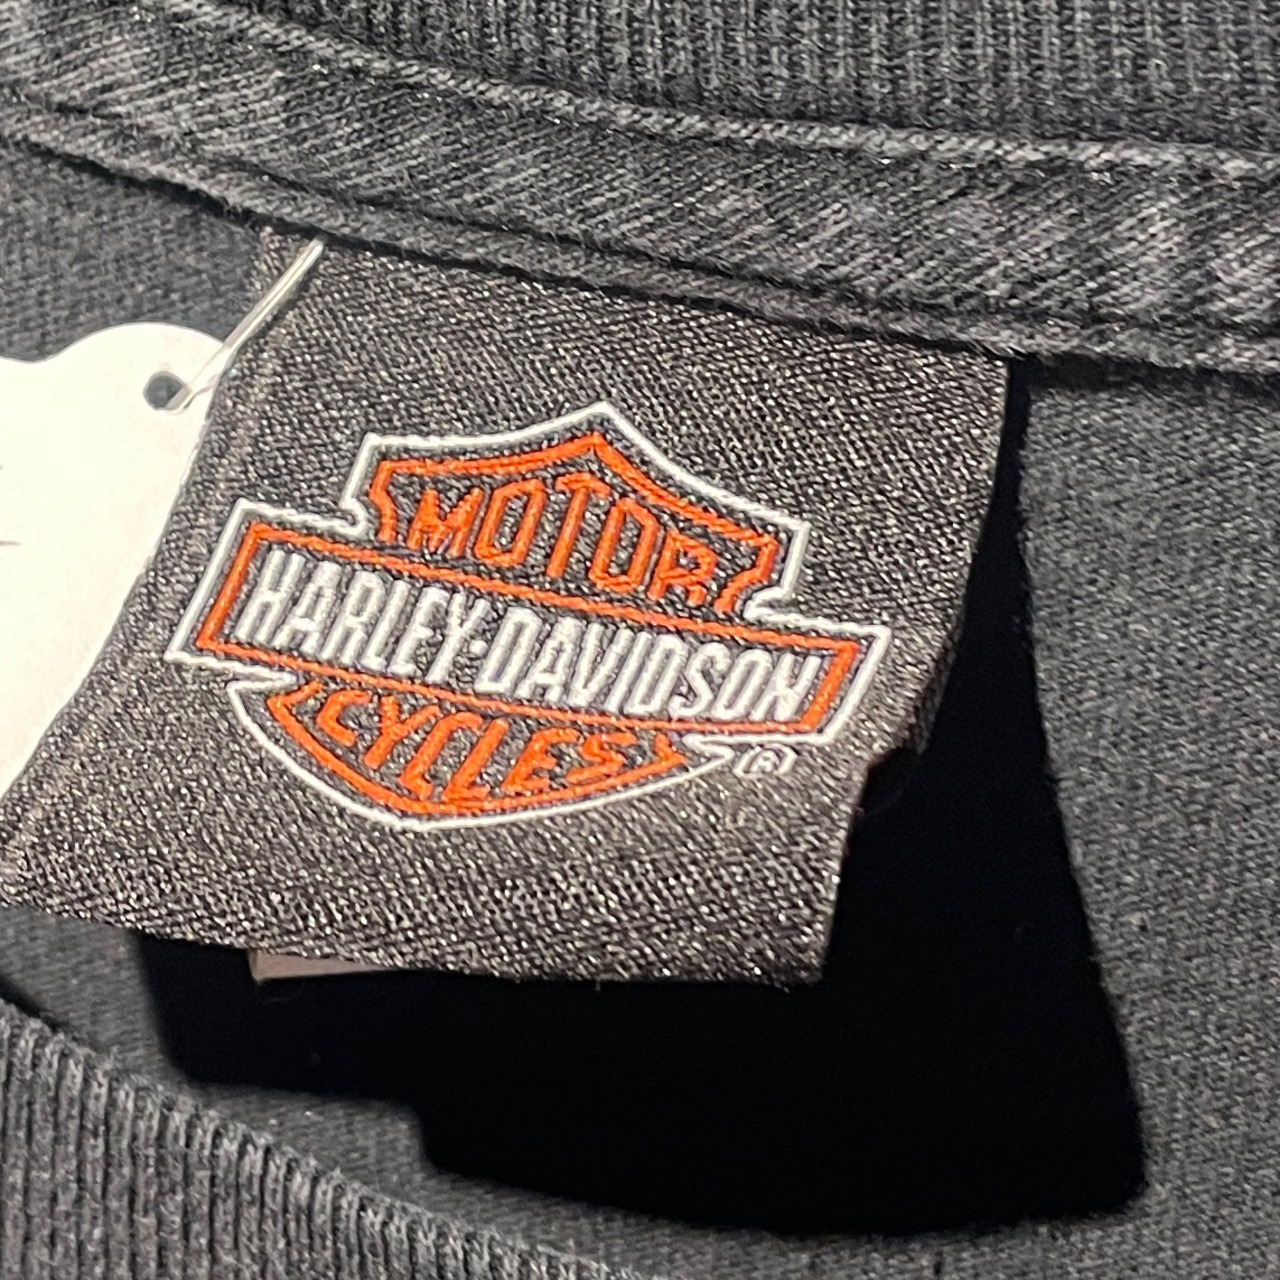 MOTOR
HARLEY-DAVIDSON
CYCLES
®